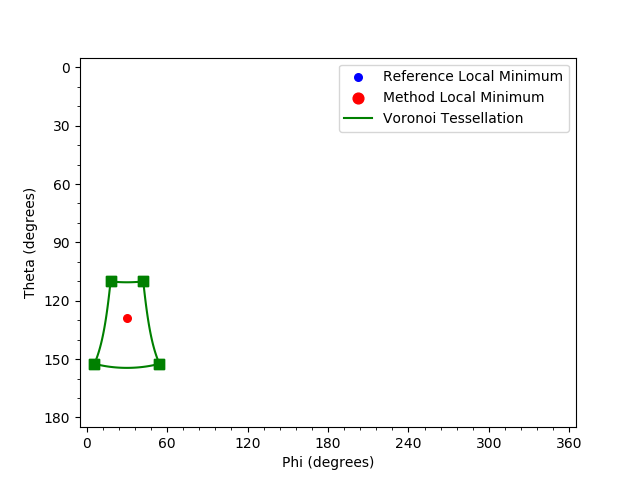 Reference Local Minimum
Method Local Minimum
Voronoi Tessellation
Theta (degrees)
0
30
60
90
120
150
180
0 60 120 180 240 300 360
Phi (degrees)